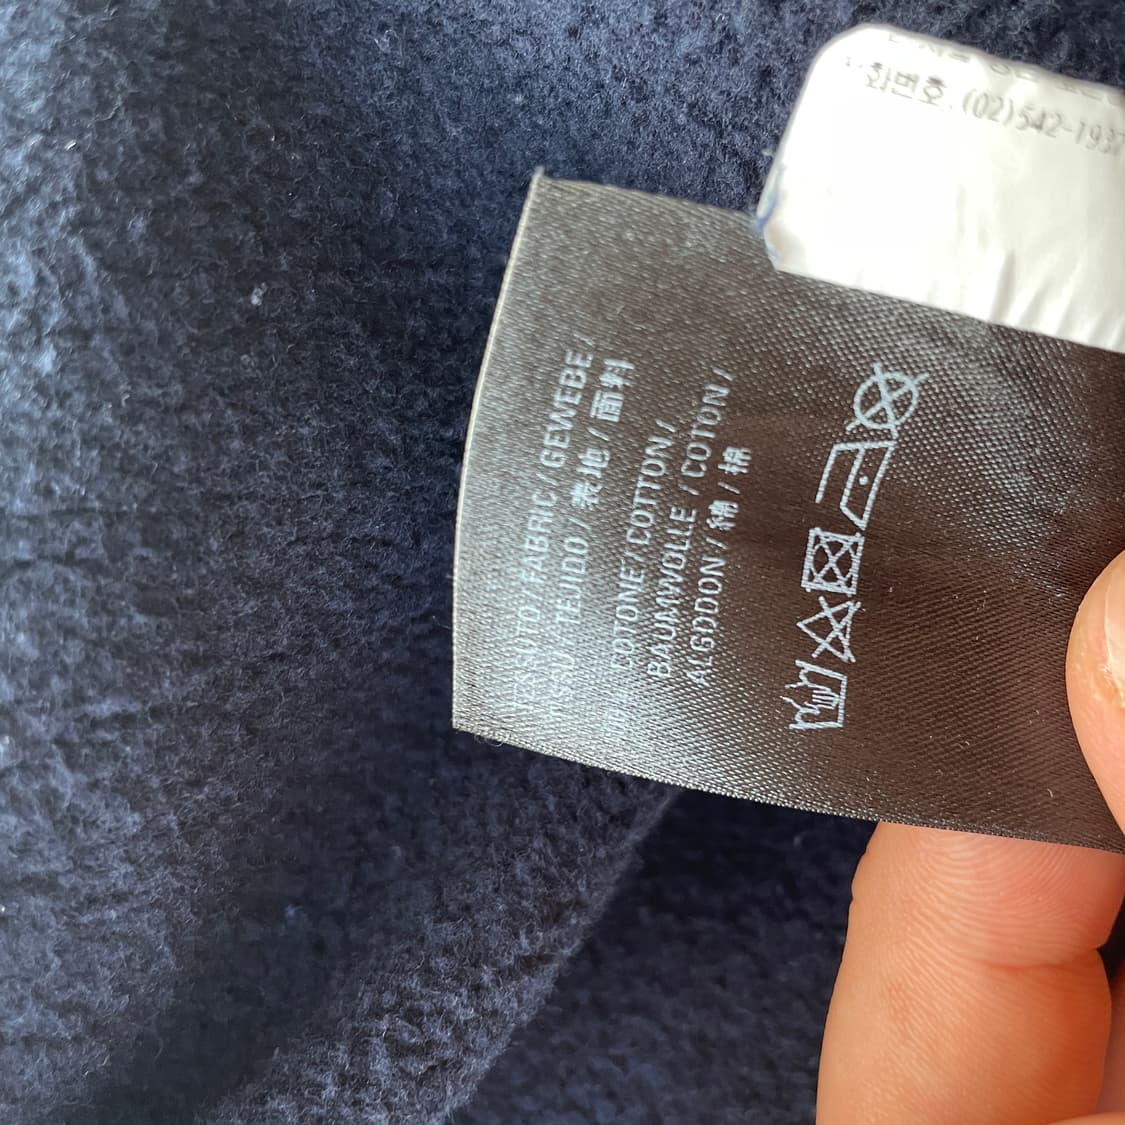 화번호.(02)542-193
TESSUTO/FABRIC/GEWEBE/
TISSU/TEJIDO/表地/面料
COTONE/COTTON/
BAUMWOLLE/COTON/
ALGODON/綿/棉